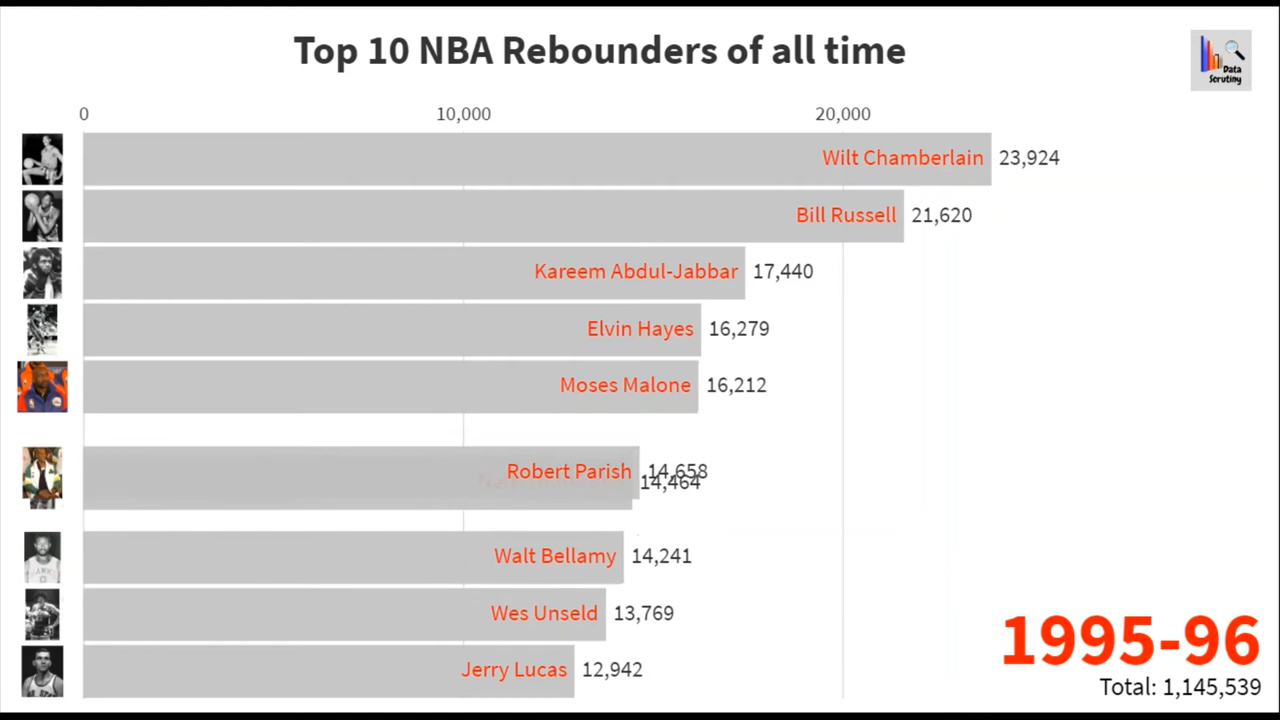 Top 10 NBA Rebounders of all time
Data
Scrutiny
0 10,000 20,000
Wilt Chamberlain 23,924
Bill Russell 21,620
Kareem Abdul-Jabbar 17,440
Elvin Hayes 16,279
Moses Malone 16,212
Robert Parish 14,658
14,464
Walt Bellamy 14,241
Wes Unseld 13,769
Jerry Lucas 12,942
1995-96
Total: 1,145,539